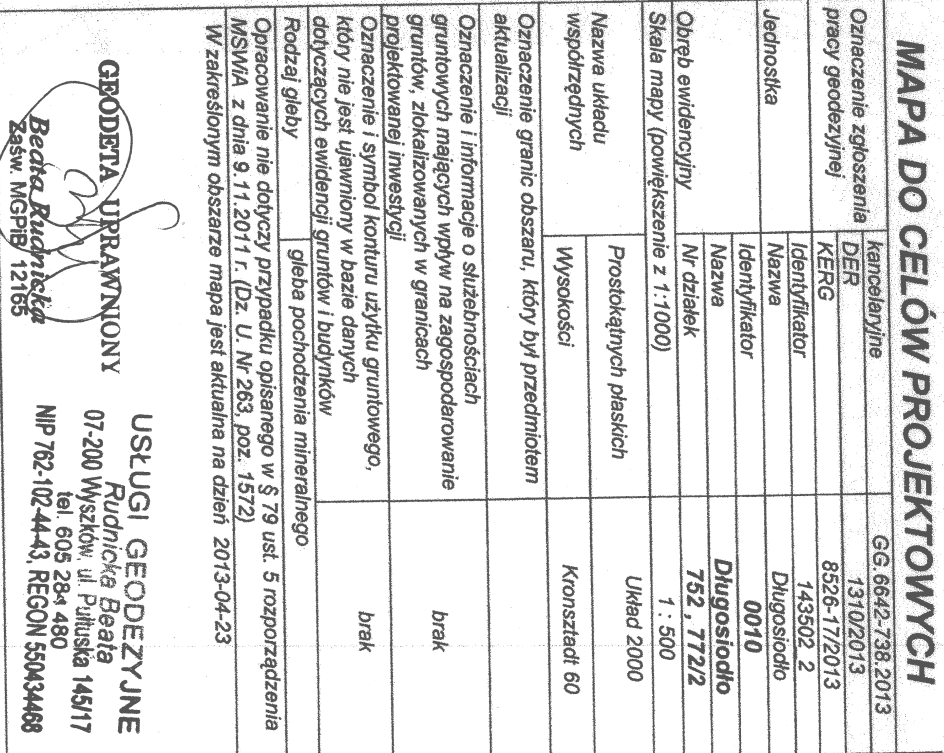 MAPA DO CELÓW PROJEKTOWYCH
Oznaczenie zgłoszenia pracy geodezyjnej
kancelaryjne GG.6642-738.2013
DER 1310/2013
KERG 8526-17/2013
Jednostka
Identyfikator 143502_2
Nazwa Długosiodło
Obręb ewidencyjny
Identyfikator 0010
Nazwa Długosiodło
Nr działek 752 , 772/2
Skala mapy (powiększenie z 1:1000) 1 : 500
Nazwa układu
współrzędnych
Prostokątnych płaskich Układ 2000
Wysokości Kronsztadt 60
Oznaczenie granic obszaru, który był przedmiotem
aktualizacji
Oznaczenie i informacje o służebnościach
gruntowych mających wpływ na zagospodarowanie
gruntów, zlokalizowanych w granicach
projektowanej inwestycji
brak
Oznaczenie i symbol konturu użytku gruntowego,
który nie jest ujawniony w bazie danych
dotyczących ewidencji gruntów i budynków
brak
Rodzaj gleby gleba pochodzenia mineralnego
Opracowanie nie dotyczy przypadku opisanego w § 79 ust. 5 rozporządzenia
MSWiA z dnia 9.11.2011 r. (Dz. U. Nr 263, poz. 1572)
W zakreślonym obszarze mapa jest aktualna na dzień 2013-04-23
GEODETA UPRAWNIONY
Beata Rudnicka
Zaśw. MGPiB 12165
USŁUGI GEODEZYJNE
Rudnicka Beata
07-200 Wyszków, ul. Pułtuska 145/17
tel. 605 284 480
NIP 762-102-44-43, REGON 550434468